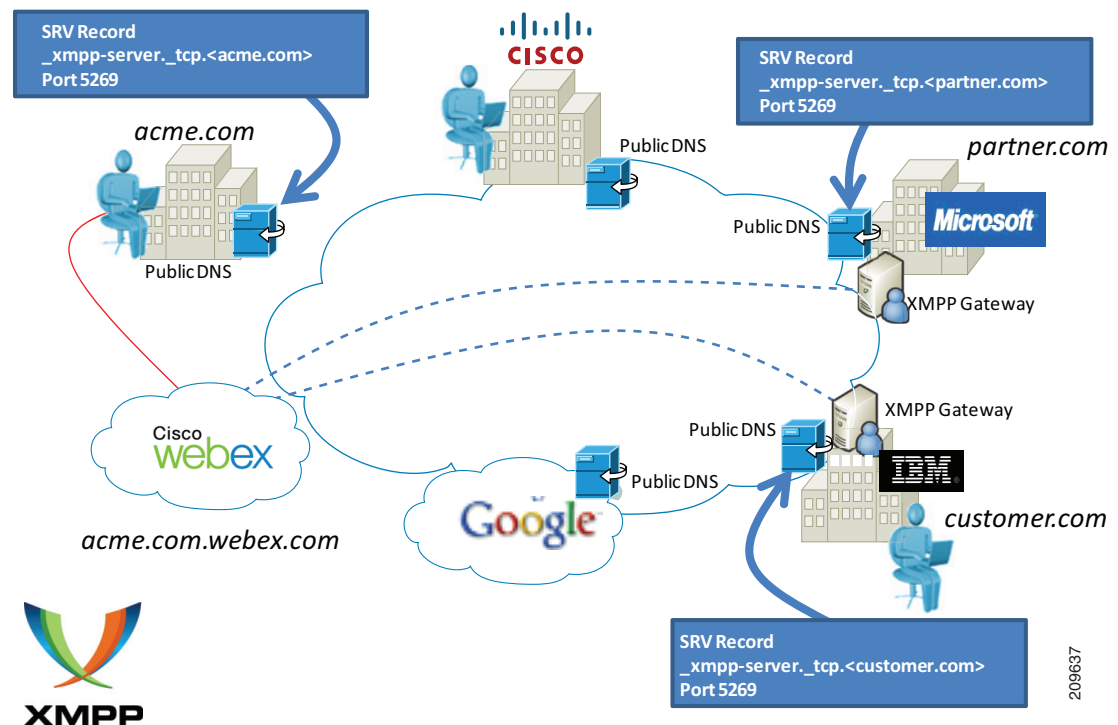 SRV Record
_xmpp-server._tcp.<acme.com>
Port 5269
CISCO
SRV Record
_xmpp-server._tcp.<partner.com>
Port 5269
acme.com
Public DNS
partner.com
Public DNS
Microsoft
Public DNS
XMPP Gateway
XMPP Gateway
Cisco
webex
Public DNS
IBM
Public DNS
Google
customer.com
acme.com.webex.com
SRV Record
_xmpp-server._tcp.<customer.com>
Port 5269
209637
XMPP